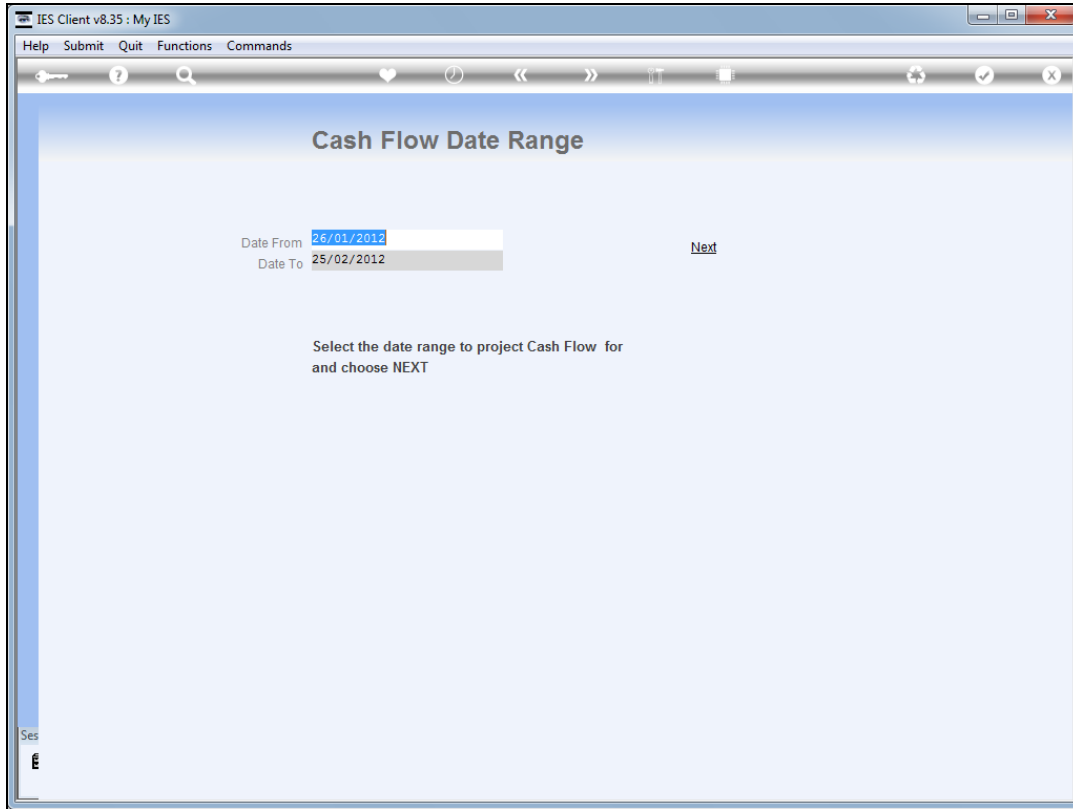 IES Client v8.35 : My IES
Help Submit Quit Functions Commands
Cash Flow Date Range
Date From 26/01/2012
Next
Date To 25/02/2012
Select the date range to project Cash Flow for
and choose NEXT
Ses